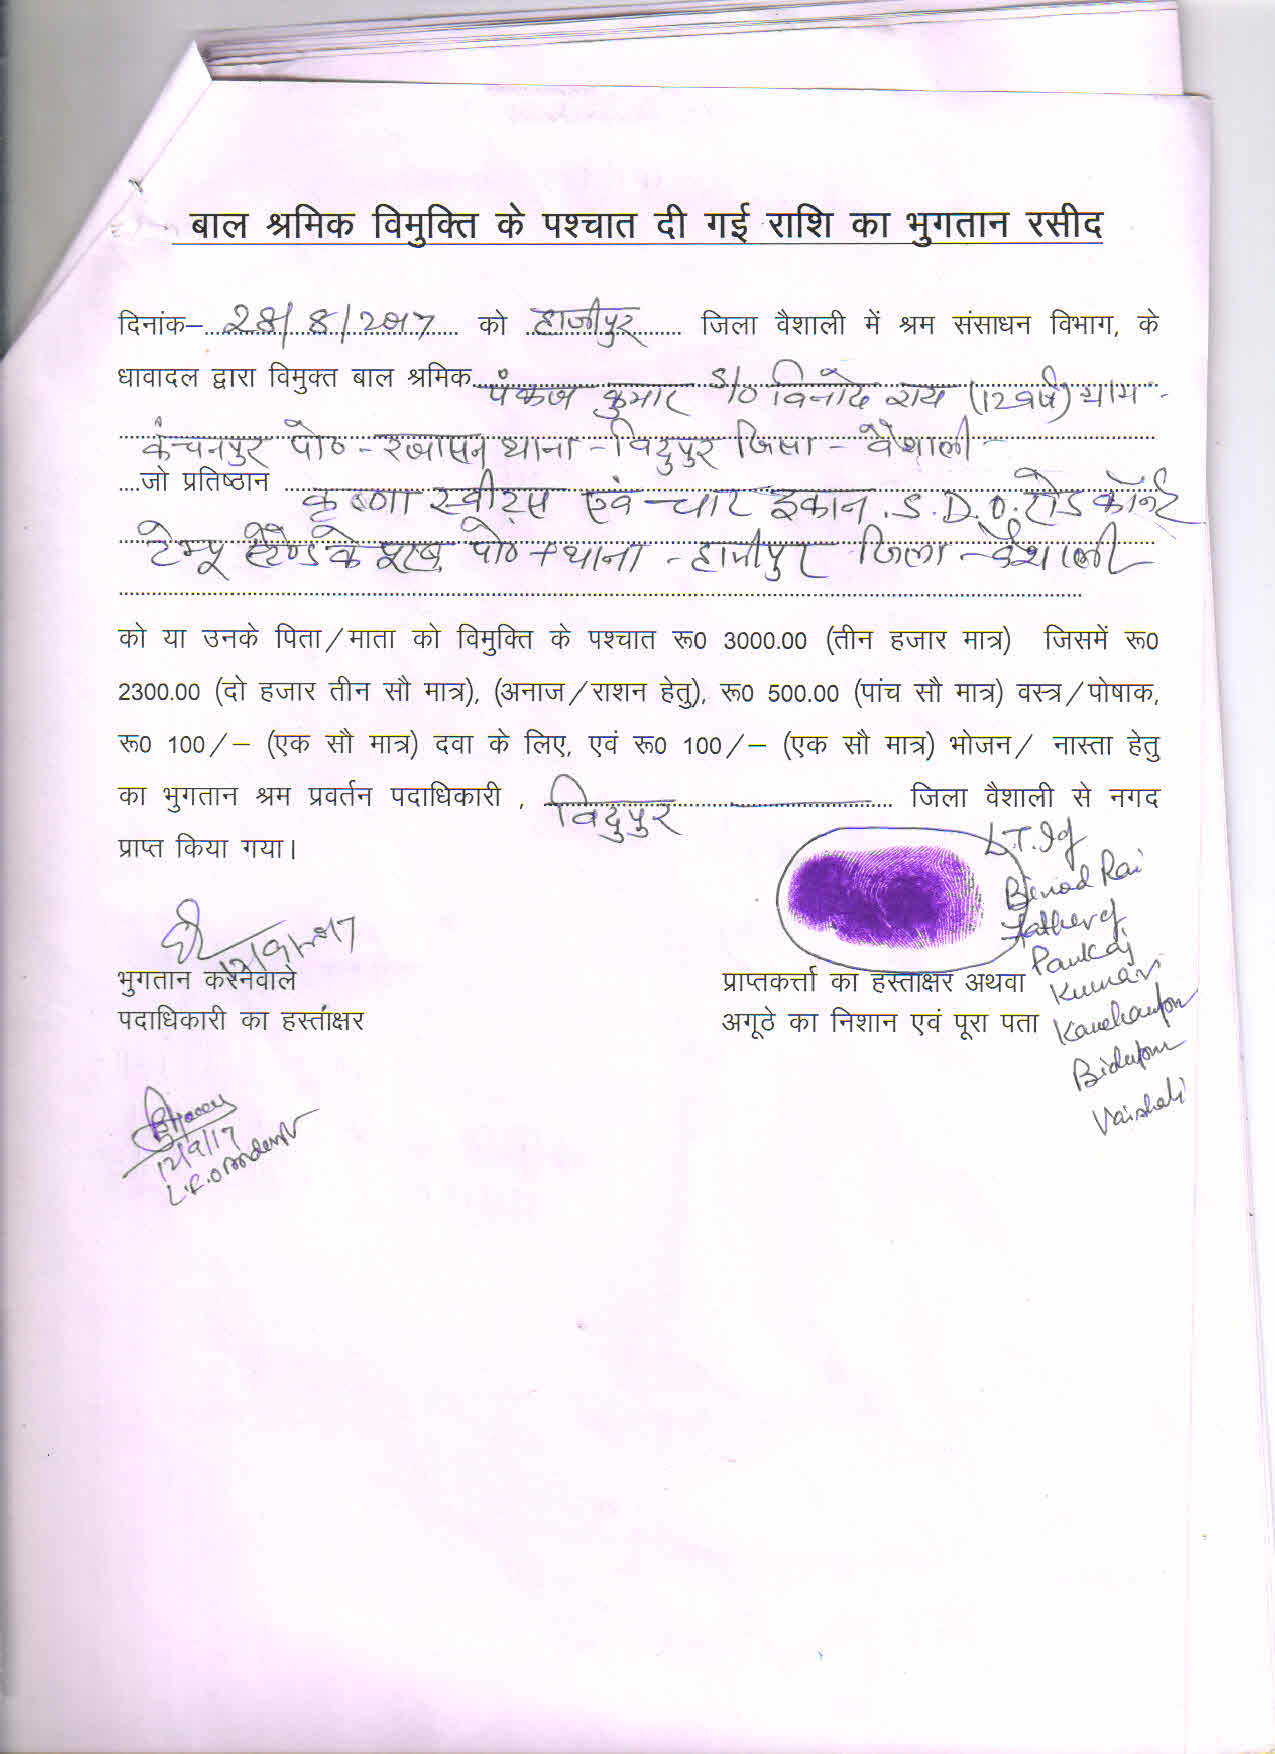 बाल श्रमिक विमुक्ति के पश्चात दी गई राशि का भुगतान रसीद
दिनांक– 28/8/2017 को हाजीपुर जिला वैशाली में श्रम संसाधन विभाग, के
धावादल द्वारा विमुक्त बाल श्रमिक पंकज कुमार S/o विनोद राय (12वर्ष) ग्राम -
कंचनपुर पो० - थाना - विदुपुर जिला - वैशाली -
जो प्रतिष्ठान कृष्णा स्वीट्स एवं चाट दुकान. S.D.O. रोड कॉर्नर
टेम्पू स्टैण्ड के पो० + थाना - हाजीपुर जिला - वैशाली
को या उनके पिता/माता को विमुक्ति के पश्चात रू0 3000.00 (तीन हजार मात्र) जिसमें रू0
2300.00 (दो हजार तीन सौ मात्र), (अनाज/राशन हेतु), रू0 500.00 (पांच सौ मात्र) वस्त्र/पोषाक,
रू0 100/– (एक सौ मात्र) दवा के लिए, एवं रू0 100/– (एक सौ मात्र) भोजन/ नास्ता हेतु
का भुगतान श्रम प्रवर्तन पदाधिकारी , विदुपुर जिला वैशाली से नगद
प्राप्त किया गया।
L.T.I of
Binod Rai
Father of
Pankaj
Kumar
Kanchanpur
Bidupur
Vaishali
12/9/2017
भुगतान करनेवाले
पदाधिकारी का हस्तांक्षर
प्राप्तकर्त्ता का हस्ताक्षर अथवा
अगूठे का निशान एवं पूरा पता
12/9/17